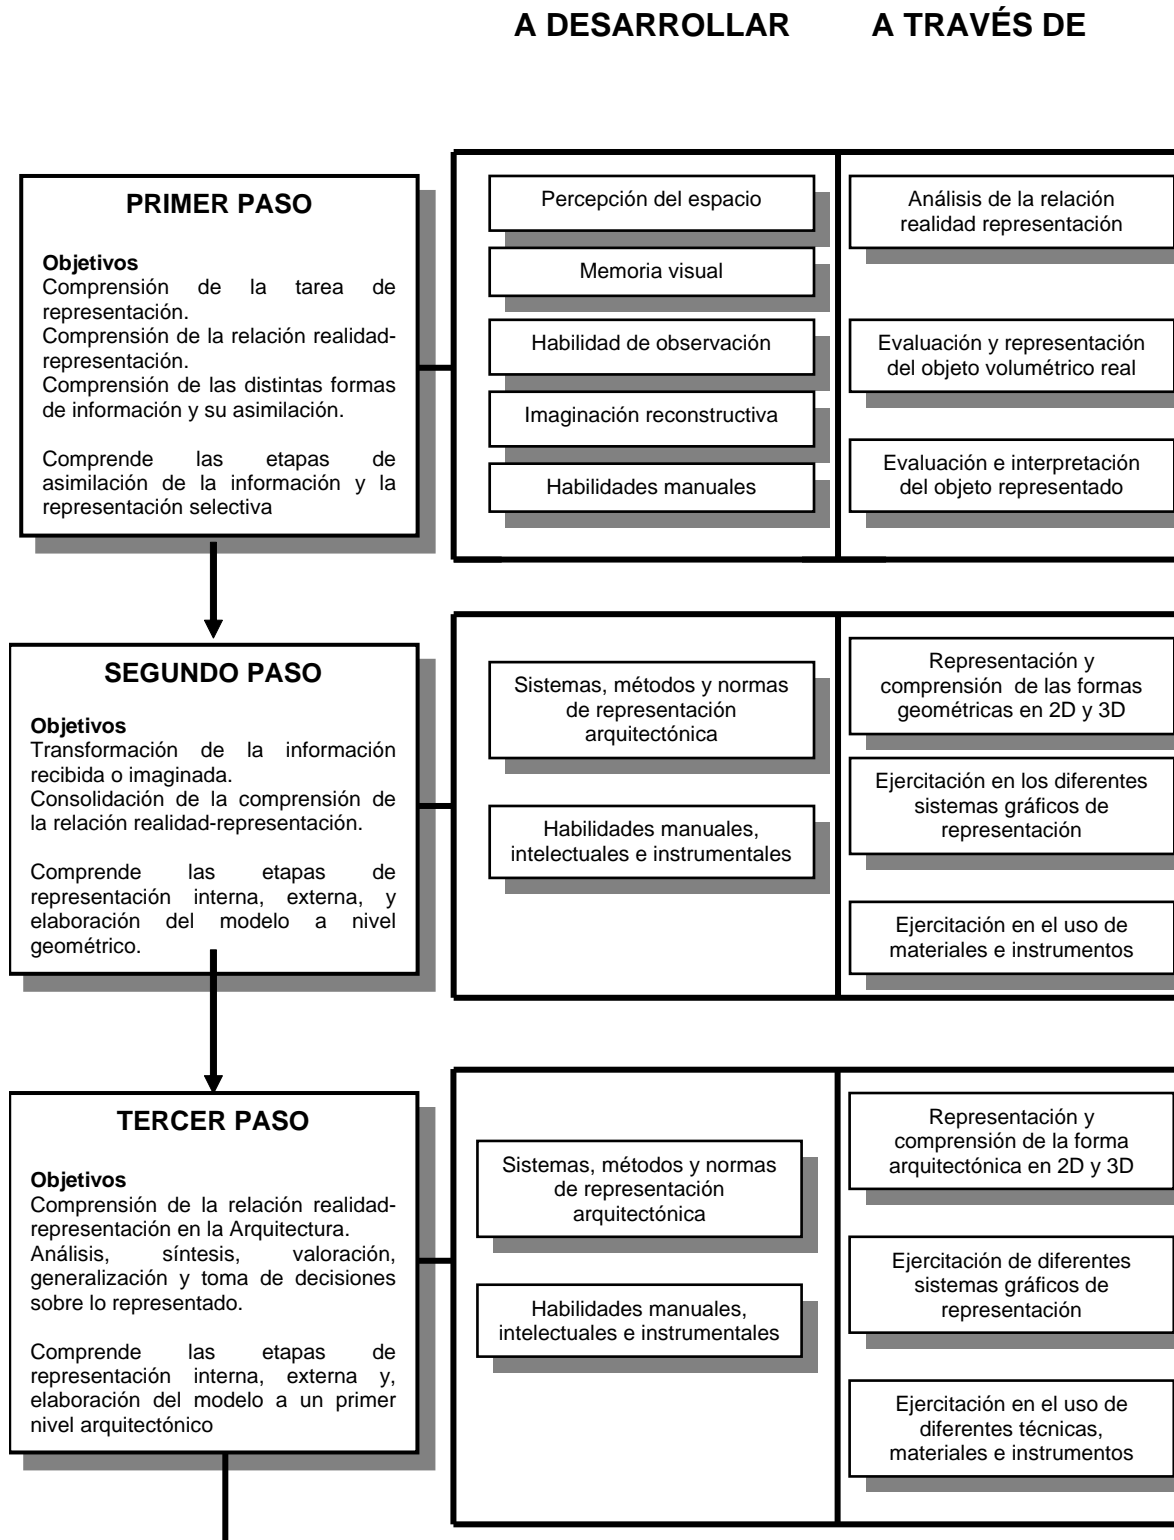 A DESARROLLAR
A TRAVÉS DE
PRIMER PASO
Objetivos
Comprensión de la tarea de
representación.
Comprensión de la relación realidad-
representación.
Comprensión de las distintas formas
de información y su asimilación.
Comprende las etapas de
asimilación de la información y la
representación selectiva
Percepción del espacio
Memoria visual
Habilidad de observación
Imaginación reconstructiva
Habilidades manuales
Análisis de la relación
realidad representación
Evaluación y representación
del objeto volumétrico real
Evaluación e interpretación
del objeto representado
SEGUNDO PASO
Objetivos
Transformación de la información
recibida o imaginada.
Consolidación de la comprensión de
la relación realidad-representación.
Comprende las etapas de
representación interna, externa, y
elaboración del modelo a nivel
geométrico.
Sistemas, métodos y normas
de representación
arquitectónica
Habilidades manuales,
intelectuales e instrumentales
Representación y
comprensión de las formas
geométricas en 2D y 3D
Ejercitación en los diferentes
sistemas gráficos de
representación
Ejercitación en el uso de
materiales e instrumentos
TERCER PASO
Objetivos
Comprensión de la relación realidad-
representación en la Arquitectura.
Análisis, síntesis, valoración,
generalización y toma de decisiones
sobre lo representado.
Comprende las etapas de
representación interna, externa y,
elaboración del modelo a un primer
nivel arquitectónico
Sistemas, métodos y normas
de representación
arquitectónica
Habilidades manuales,
intelectuales e instrumentales
Representación y
comprensión de la forma
arquitectónica en 2D y 3D
Ejercitación de diferentes
sistemas gráficos de
representación
Ejercitación en el uso de
diferentes técnicas,
materiales e instrumentos